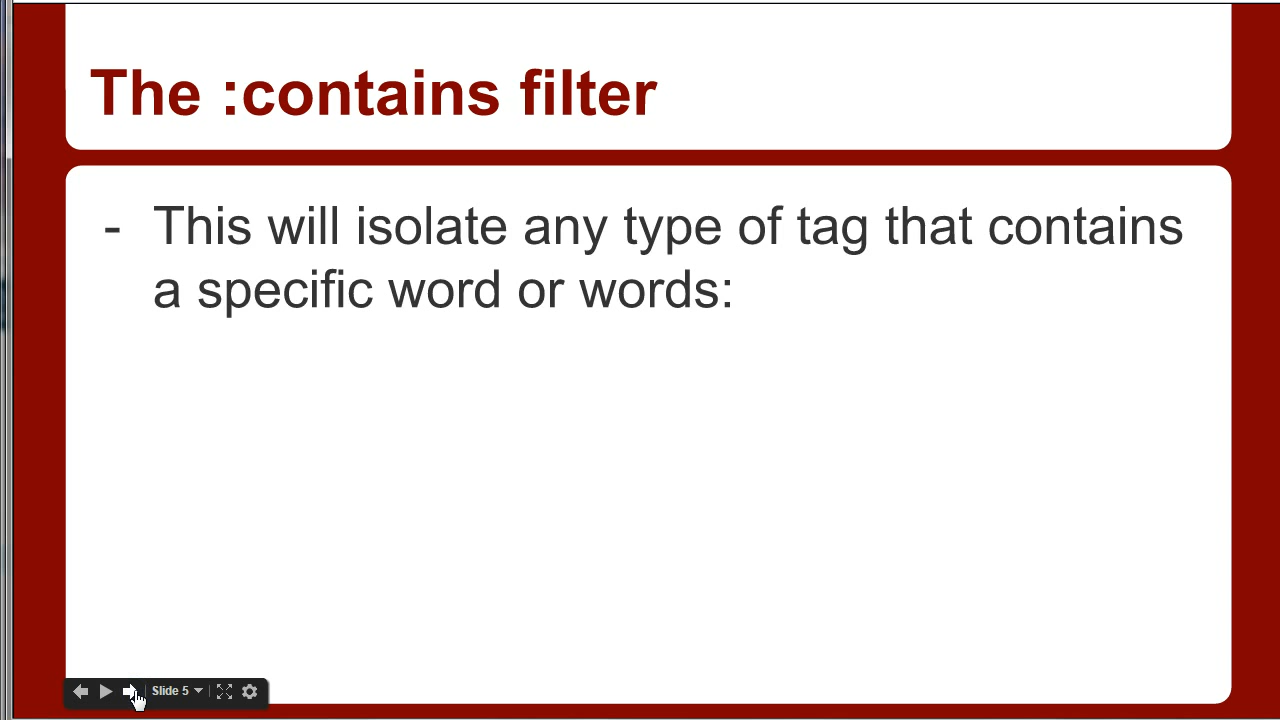 The :contains filter
- This will isolate any type of tag that contains
a specific word or words:
Slide 5